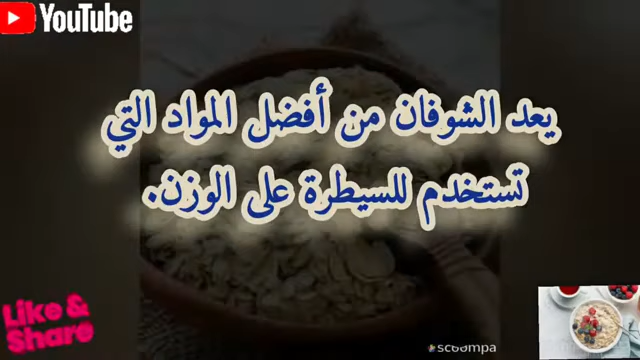 YouTube
يعد الشوفان من أفضل المواد التي
تستخدم للسيطرة على الوزن.
Like &
Share
scoompa